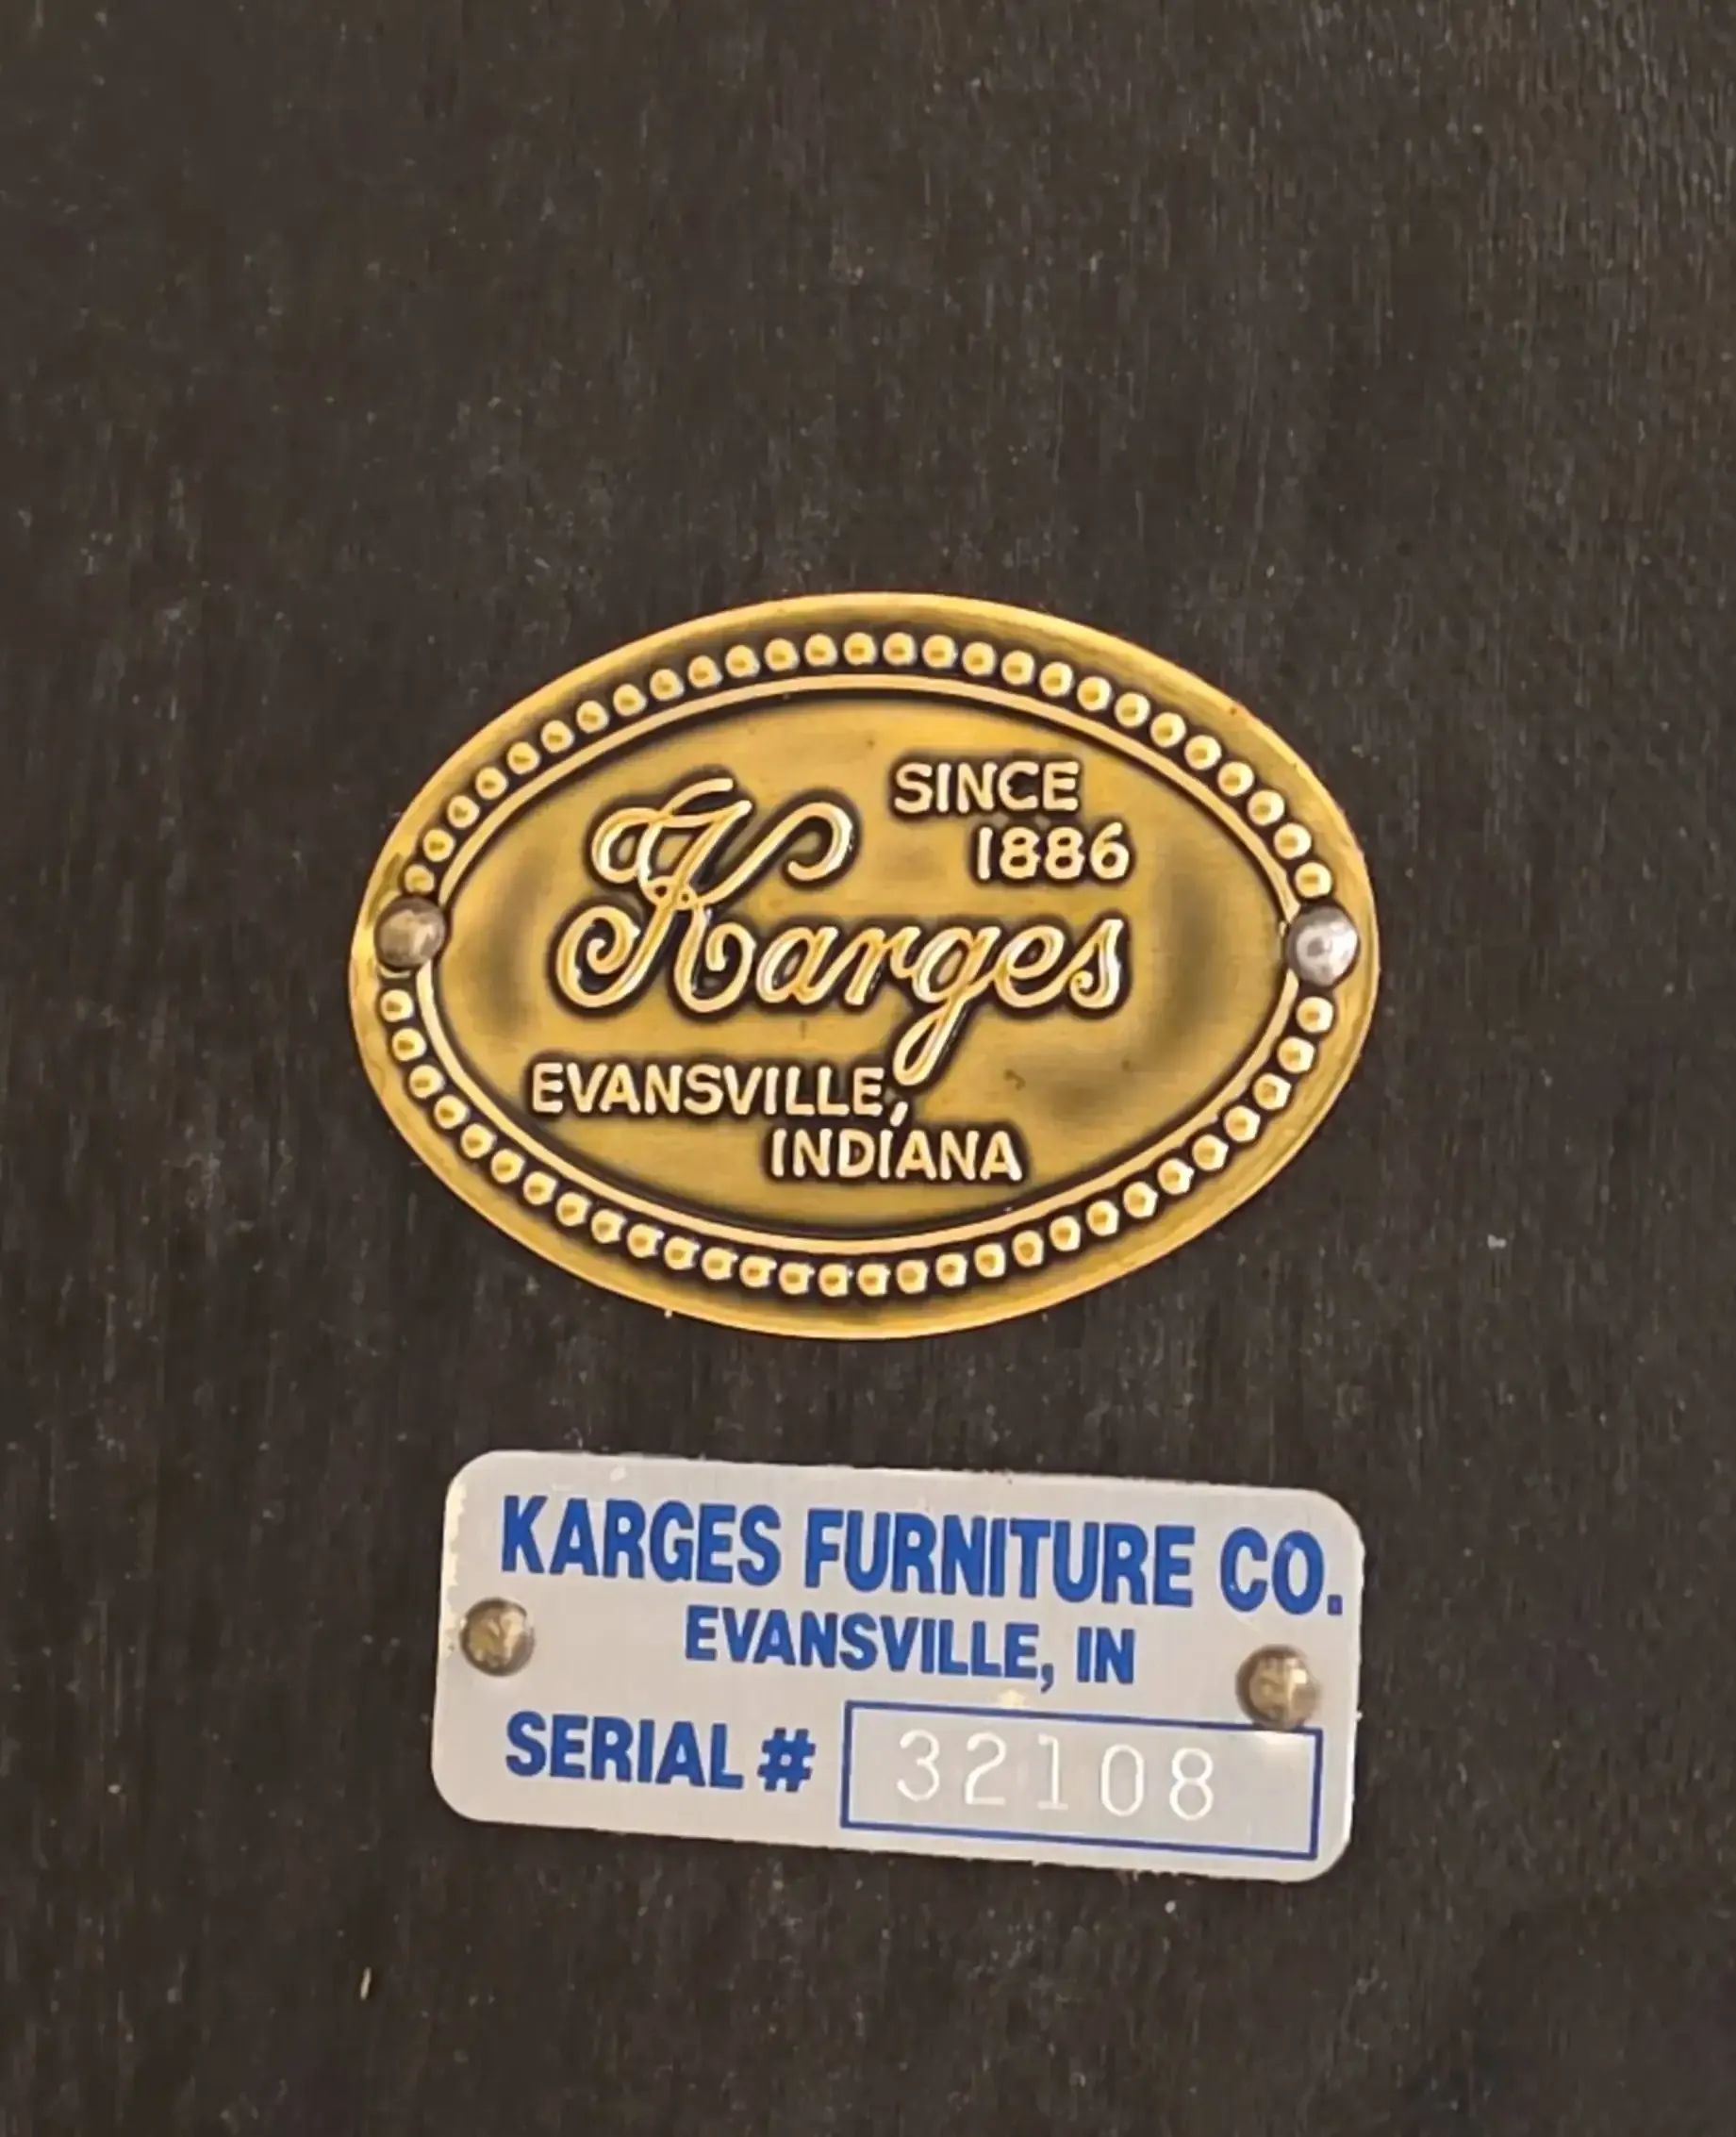 SINCE
1886
Karges
EVANSVILLE,
INDIANA
KARGES FURNITURE CO.
EVANSVILLE, IN
SERIAL # 32108